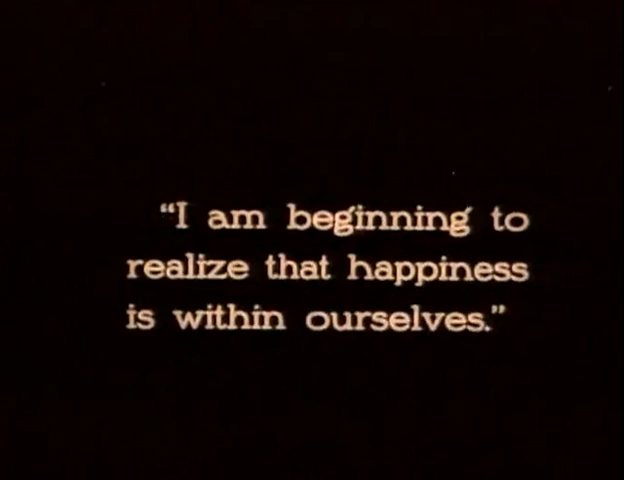 “I am beginning to
realize that happiness
is within ourselves.”